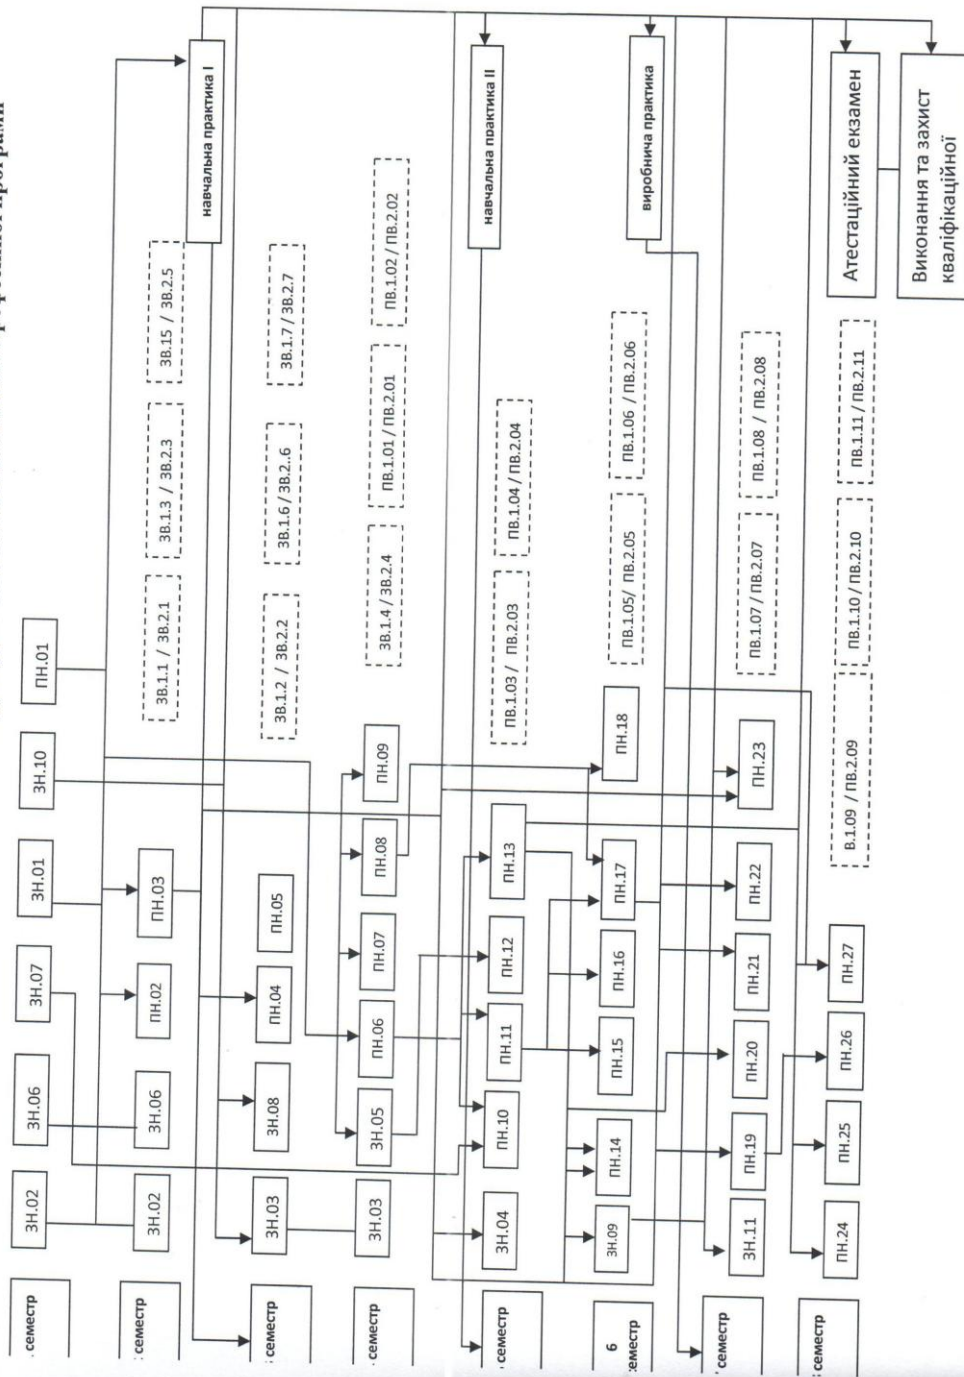 програми
семестр
ЗН.02
ЗН.06
ЗН.07
ЗН.01
ЗН.10
ПН.01
семестр
ЗН.02
ЗН.06
ПН.02
ПН.03
ЗВ.1.1 / ЗВ.2.1
ЗВ.1.3 / ЗВ.2.3
ЗВ.15 / ЗВ.2.5
навчальна практика І
семестр
ЗН.03
ЗН.08
ПН.04
ПН.05
ЗВ.1.2 / ЗВ.2.2
ЗВ.1.6 / ЗВ.2..6
ЗВ.1.7 / ЗВ.2.7
семестр
ЗН.03
ЗН.05
ПН.06
ПН.07
ПН.08
ПН.09
ЗВ.1.4 / ЗВ.2.4
ПВ.1.01 / ПВ.2.01
ПВ.1.02 / ПВ.2.02
семестр
ЗН.04
ПН.10
ПН.11
ПН.12
ПН.13
ПВ.1.03 / ПВ.2.03
ПВ.1.04 / ПВ.2.04
навчальна практика ІІ
6
семестр
ЗН.09
ПН.14
ПН.15
ПН.16
ПН.17
ПН.18
ПВ.1.05/ ПВ.2.05
ПВ.1.06 / ПВ.2.06
виробнича практика
семестр
ЗН.11
ПН.19
ПН.20
ПН.21
ПН.22
ПН.23
ПВ.1.07 / ПВ.2.07
ПВ.1.08 / ПВ.2.08
семестр
ПН.24
ПН.25
ПН.26
ПН.27
В.1.09 / ПВ.2.09
ПВ.1.10 / ПВ.2.10
ПВ.1.11 / ПВ.2.11
Атестаційний екзамен
Виконання та захист
кваліфікаційної